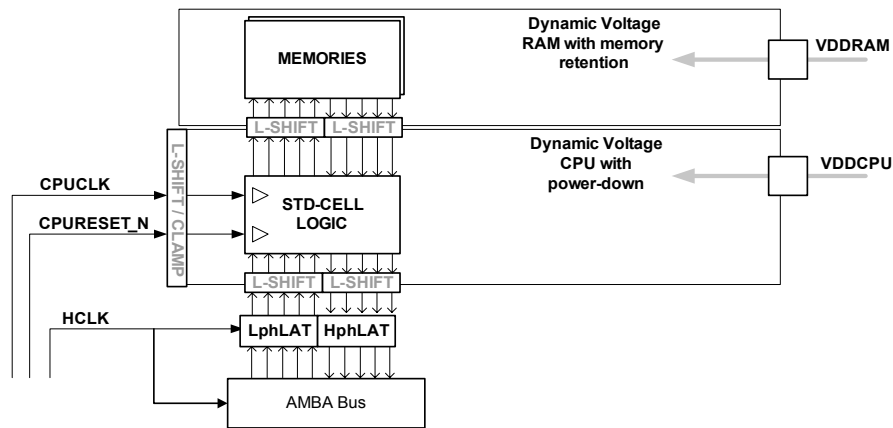 Dynamic Voltage
RAM with memory
retention
VDDRAM
MEMORIES
L-SHIFT L-SHIFT
L-SHIFT / CLAMP
Dynamic Voltage
CPU with
power-down
VDDCPU
CPUCLK
STD-CELL
LOGIC
CPURESET_N
L-SHIFT L-SHIFT
HCLK
LphLAT HphLAT
AMBA Bus